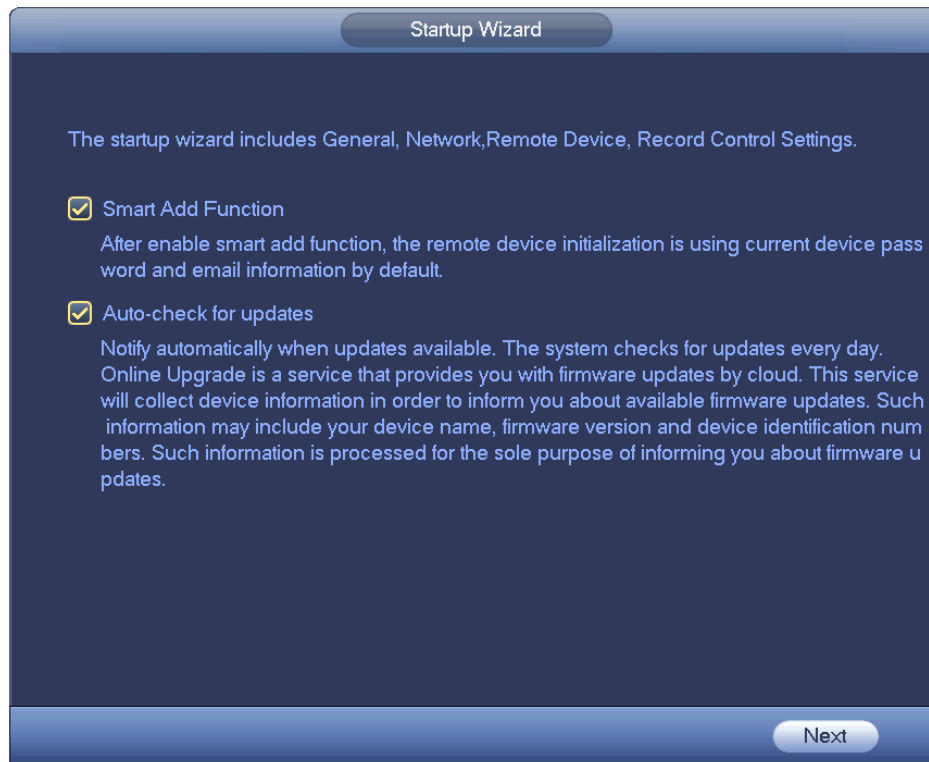 Startup Wizard
The startup wizard includes General, Network,Remote Device, Record Control Settings.
Smart Add Function
After enable smart add function, the remote device initialization is using current device pass
word and email information by default.
Auto-check for updates
Notify automatically when updates available. The system checks for updates every day.
Online Upgrade is a service that provides you with firmware updates by cloud. This service
will collect device information in order to inform you about available firmware updates. Such
information may include your device name, firmware version and device identification num
bers. Such information is processed for the sole purpose of informing you about firmware u
pdates.
Next